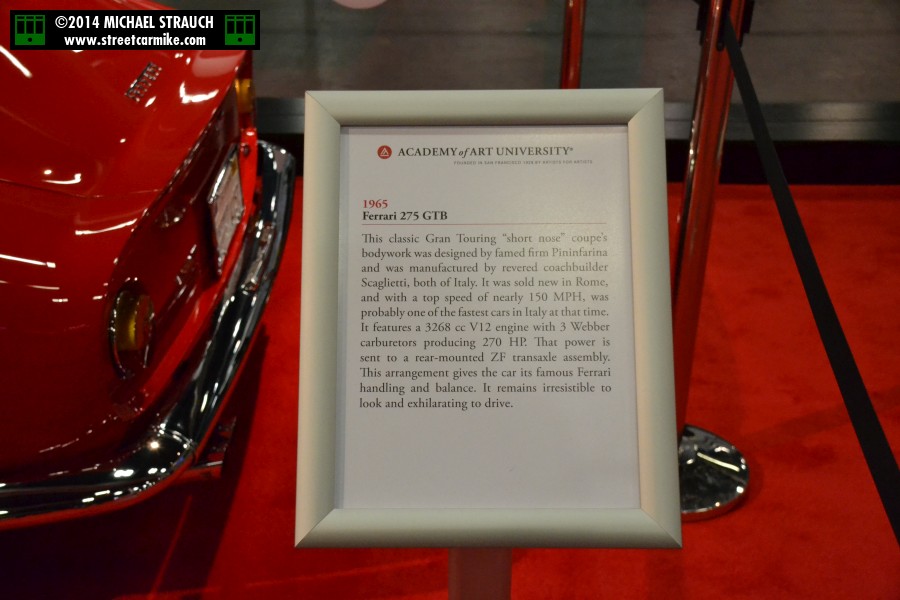 ©2014 MICHAEL STRAUCH
www.streetcarmike.com
ACADEMY of ART UNIVERSITY®
FOUNDED IN SAN FRANCISCO 1929 BY ARTISTS FOR ARTISTS
1965
Ferrari 275 GTB
This classic Gran Touring “short nose” coupe's
bodywork was designed by famed firm Pininfarina
and was manufactured by revered coachbuilder
Scaglietti, both of Italy. It was sold new in Rome,
and with a top speed of nearly 150 MPH, was
probably one of the fastest cars in Italy at that time.
It features a 3268 cc V12 engine with 3 Webber
carburetors producing 270 HP. That power is
sent to a rear-mounted ZF transaxle assembly.
This arrangement gives the car its famous Ferrari
handling and balance. It remains irresistible to
look and exhilarating to drive.